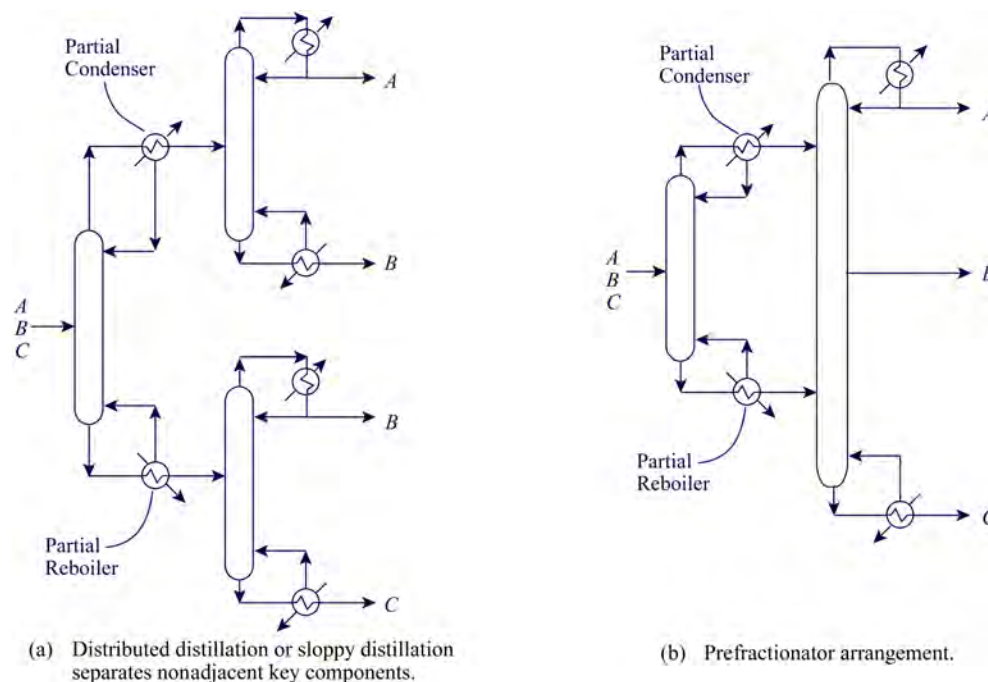 Partial
Condenser
A
B
A
B
C
B
Partial
Reboiler
C
(a) Distributed distillation or sloppy distillation
separates nonadjacent key components.
Partial
Condenser
A
A
B
C
B
Partial
Reboiler
C
(b) Prefractionator arrangement.